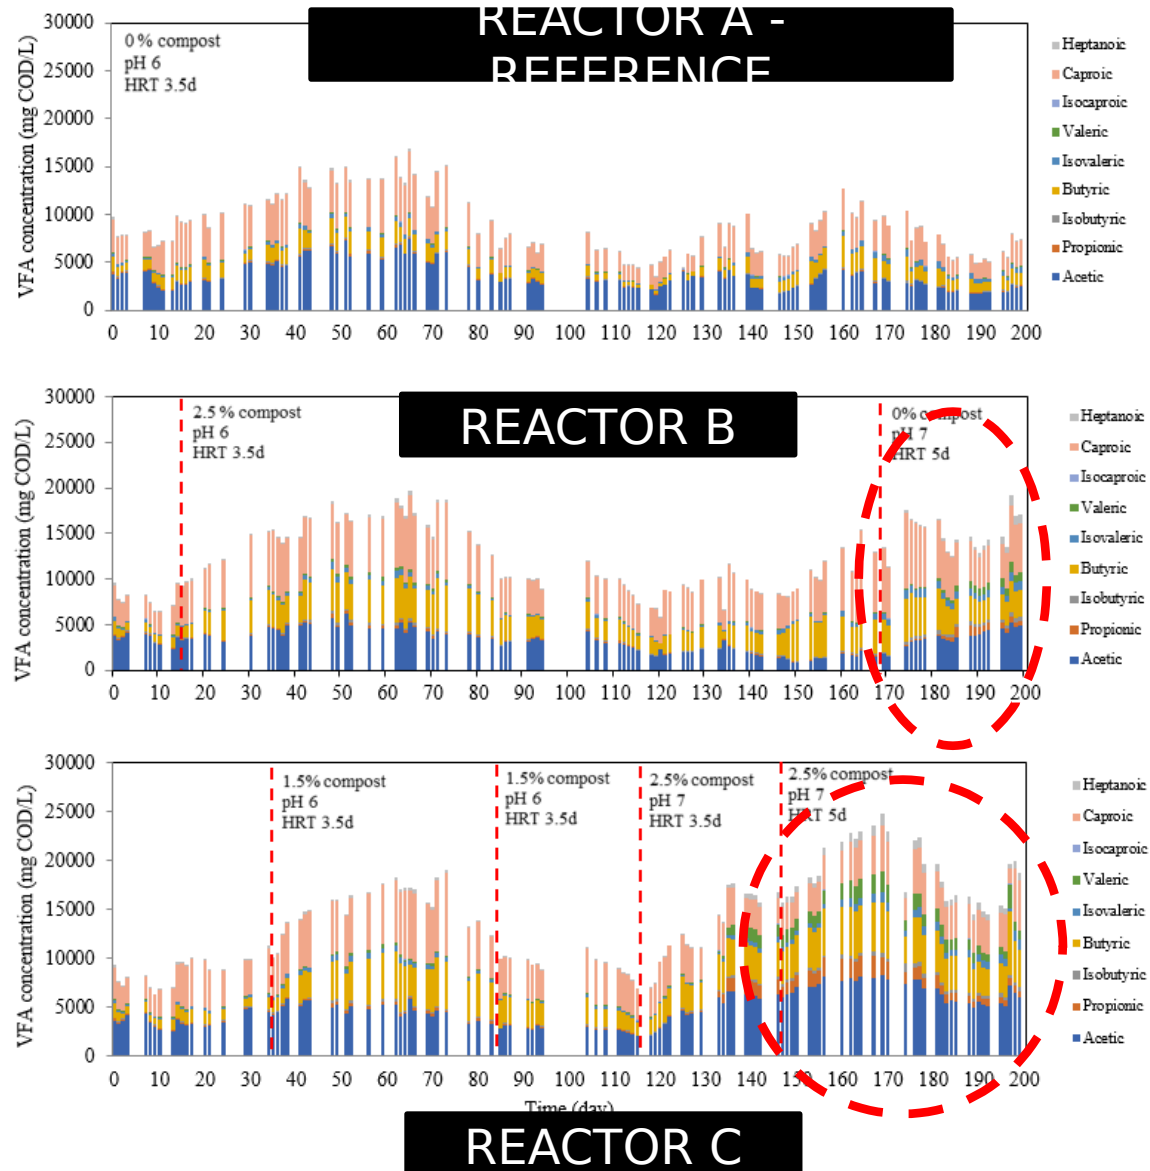 REACTOR A -
REFERENCE
0 % compost
pH 6
HRT 3.5d
VFA concentration (mg COD/L)
30000
25000
20000
15000
10000
5000
0
0 10 20 30 40 50 60 70 80 90 100 110 120 130 140 150 160 170 180 190 200
Heptanoic
Caproic
Isocaproic
Valeric
Isovaleric
Butyric
Isobutyric
Propionic
Acetic
REACTOR B
2.5 % compost
pH 6
HRT 3.5d
0% compost
pH 7
HRT 5d
VFA concentration (mg COD/L)
30000
25000
20000
15000
10000
5000
0
0 10 20 30 40 50 60 70 80 90 100 110 120 130 140 150 160 170 180 190 200
Heptanoic
Caproic
Isocaproic
Valeric
Isovaleric
Butyric
Isobutyric
Propionic
Acetic
1.5% compost
pH 6
HRT 3.5d
1.5% compost
pH 6
HRT 3.5d
2.5% compost
pH 7
HRT 3.5d
2.5% compost
pH 7
HRT 5d
VFA concentration (mg COD/L)
30000
25000
20000
15000
10000
5000
0
0 10 20 30 40 50 60 70 80 90 100 110 120 130 140 150 160 170 180 190 200
Time (day)
Heptanoic
Caproic
Isocaproic
Valeric
Isovaleric
Butyric
Isobutyric
Propionic
Acetic
REACTOR C